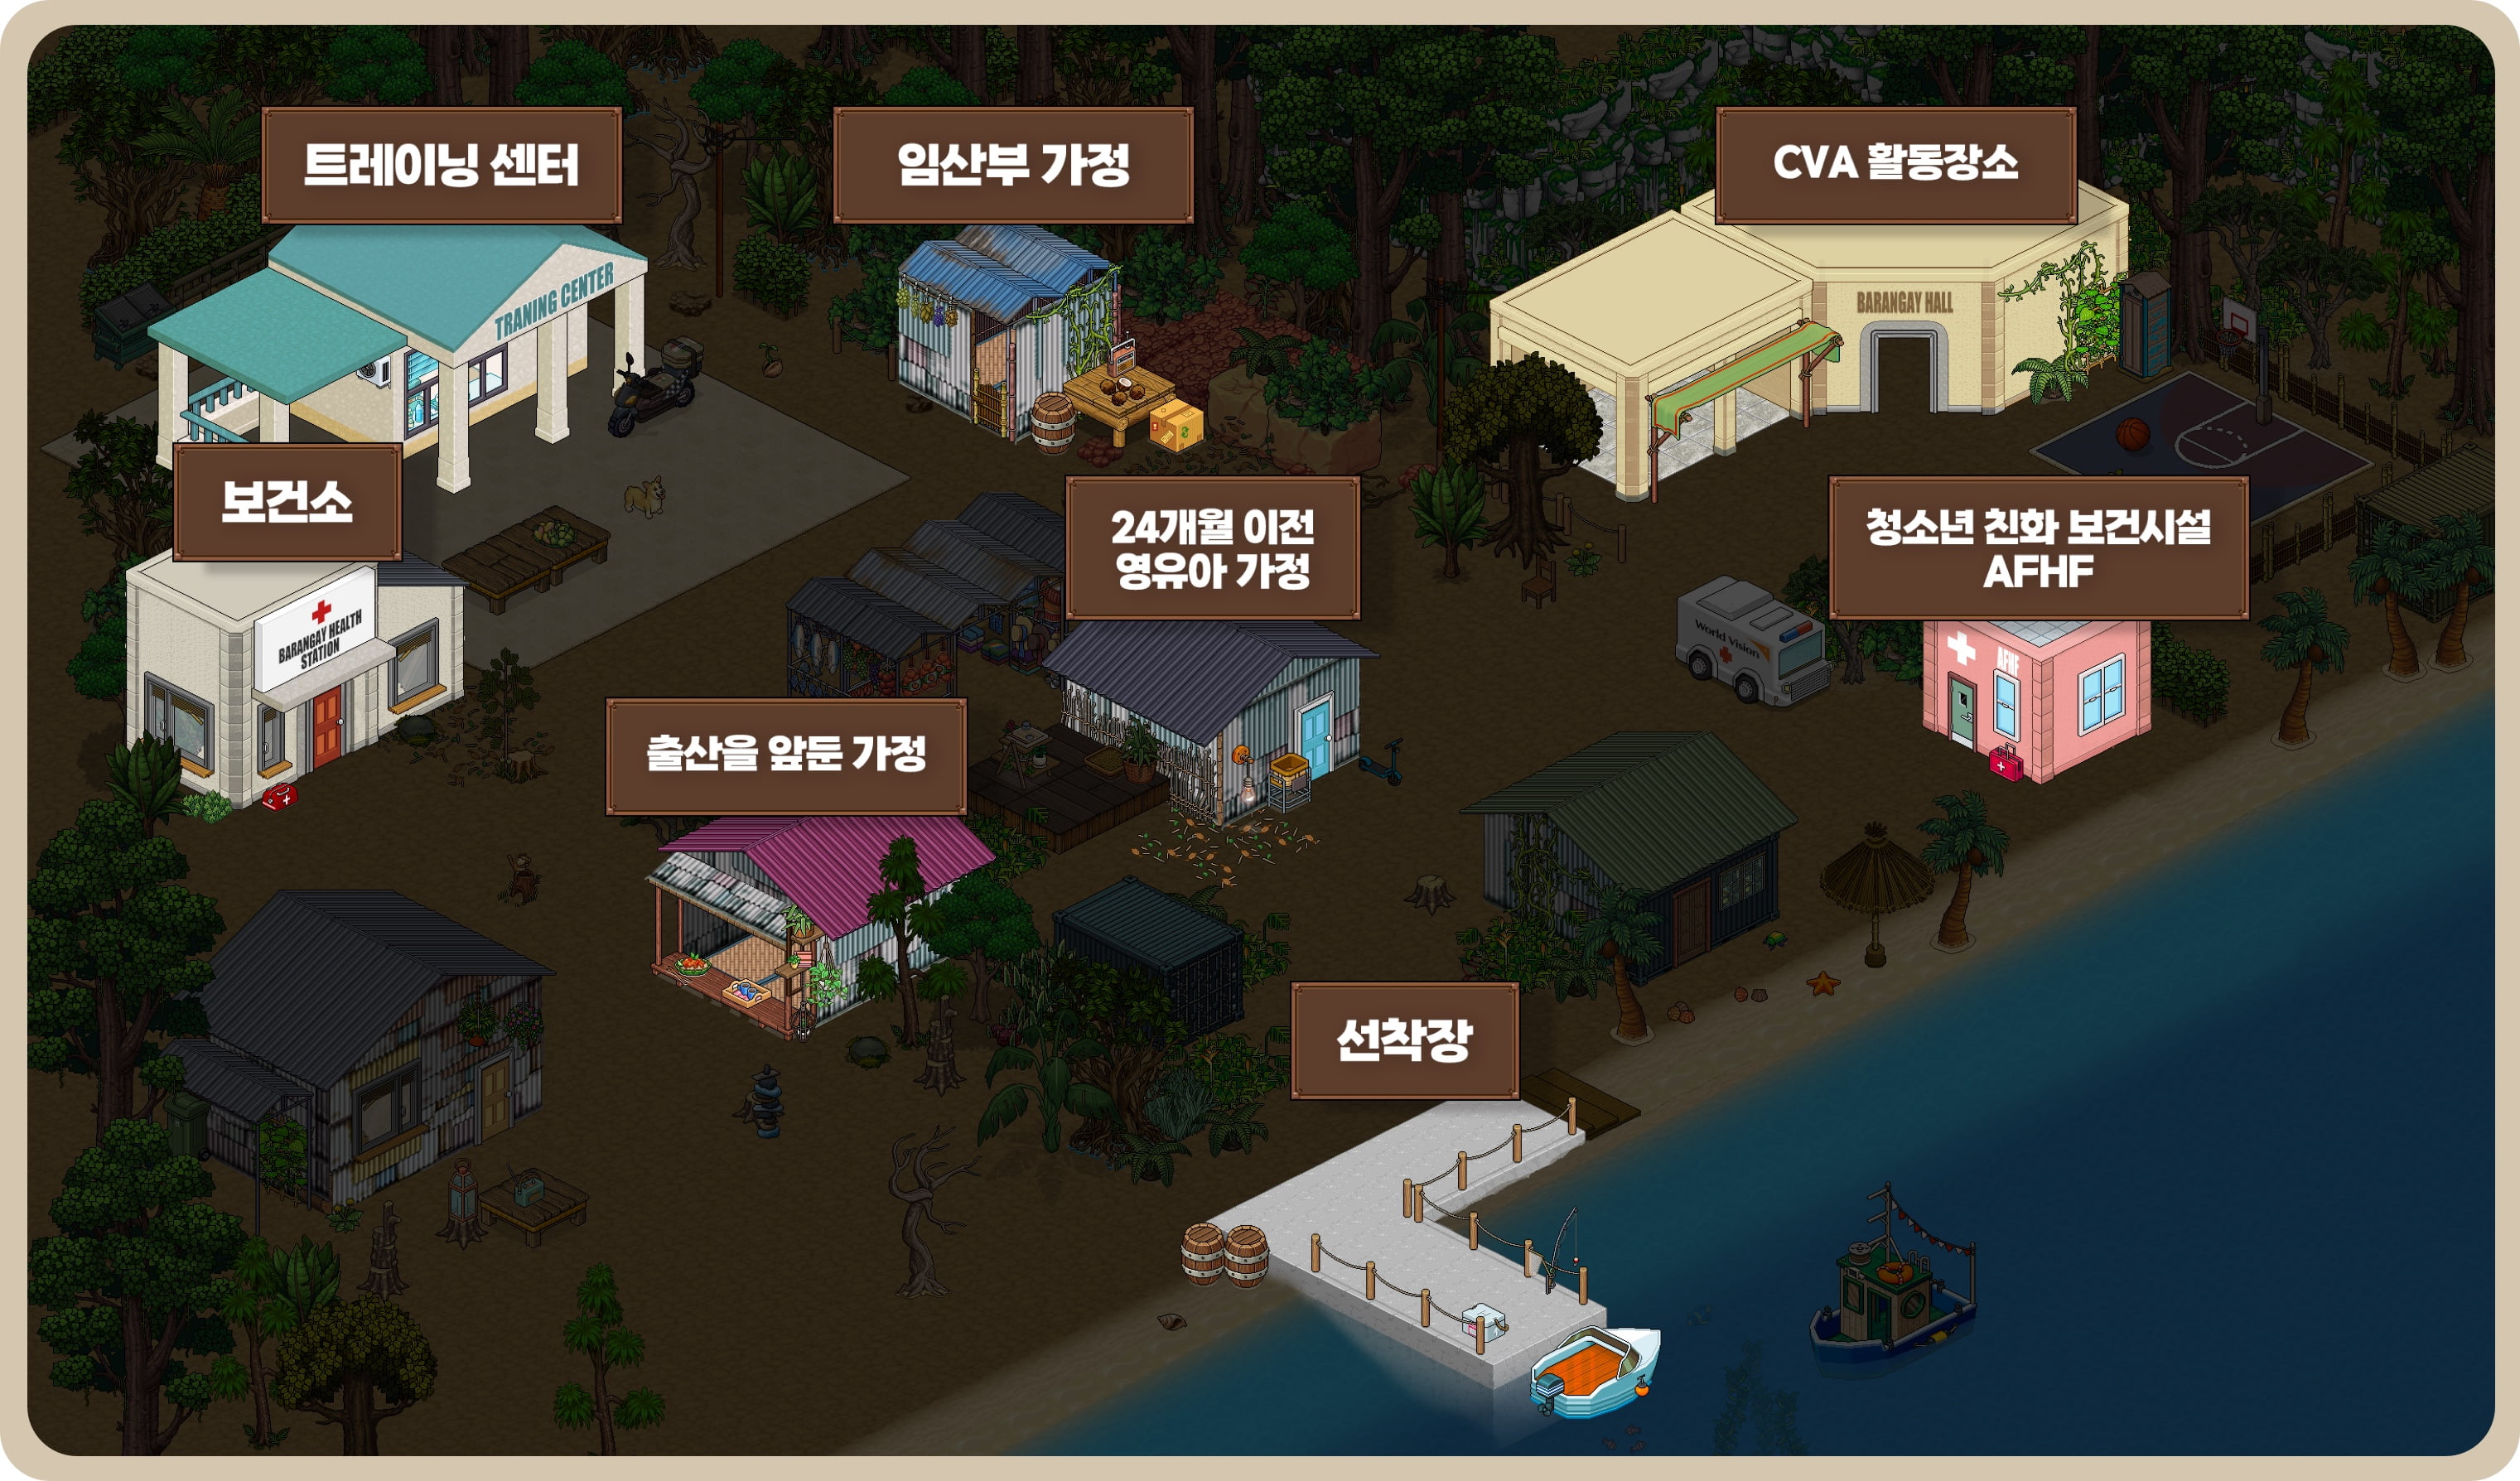 트레이닝 센터
임산부 가정
CVA 활동장소
TRANING CENTER
BARANGAY HALL
보건소
24개월 이전
영유아 가정
청소년 친화 보건시설
AFHF
BARANGAY HEALTH
STATION
World Vision
AFHF
출산을 앞둔 가정
선착장